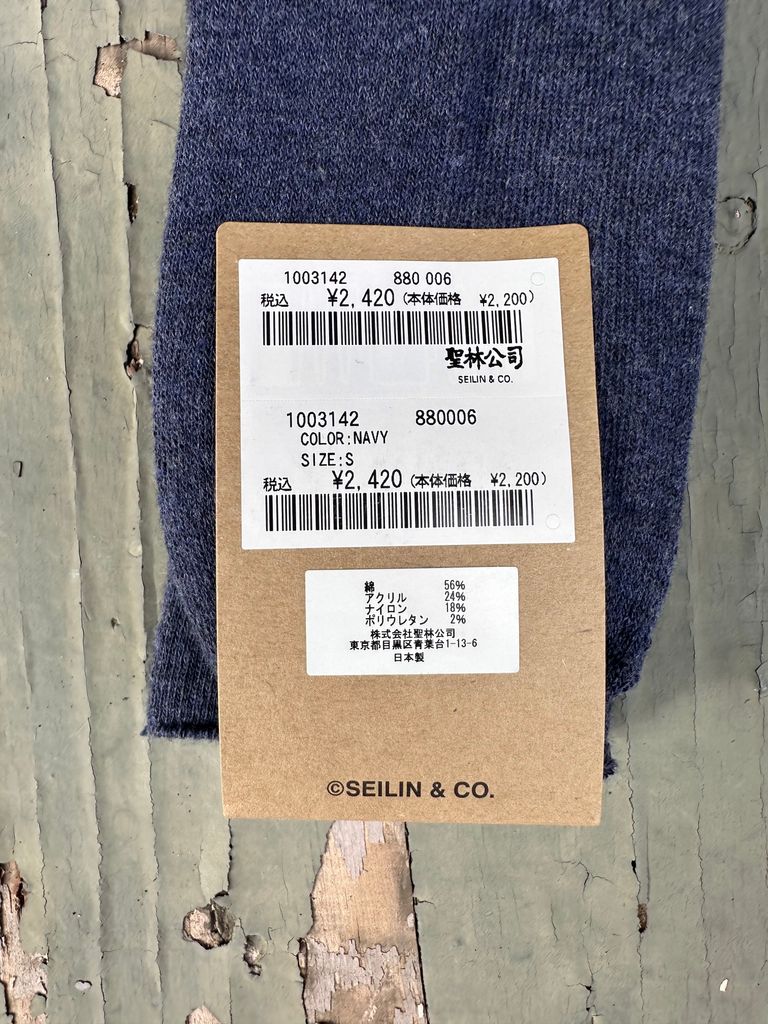 1003142 880 006
税込 ¥2,420 (本体価格 ¥2,200)
聖林公司
SEILIN & CO.
1003142 880006
COLOR:NAVY
SIZE:S
税込 ¥2,420 (本体価格 ¥2,200)
綿 56%
アクリル 24%
ナイロン 18%
ポリウレタン 2%
株式会社聖林公司
東京都目黒区青葉台1-13-6
日本製
©SEILIN & CO.